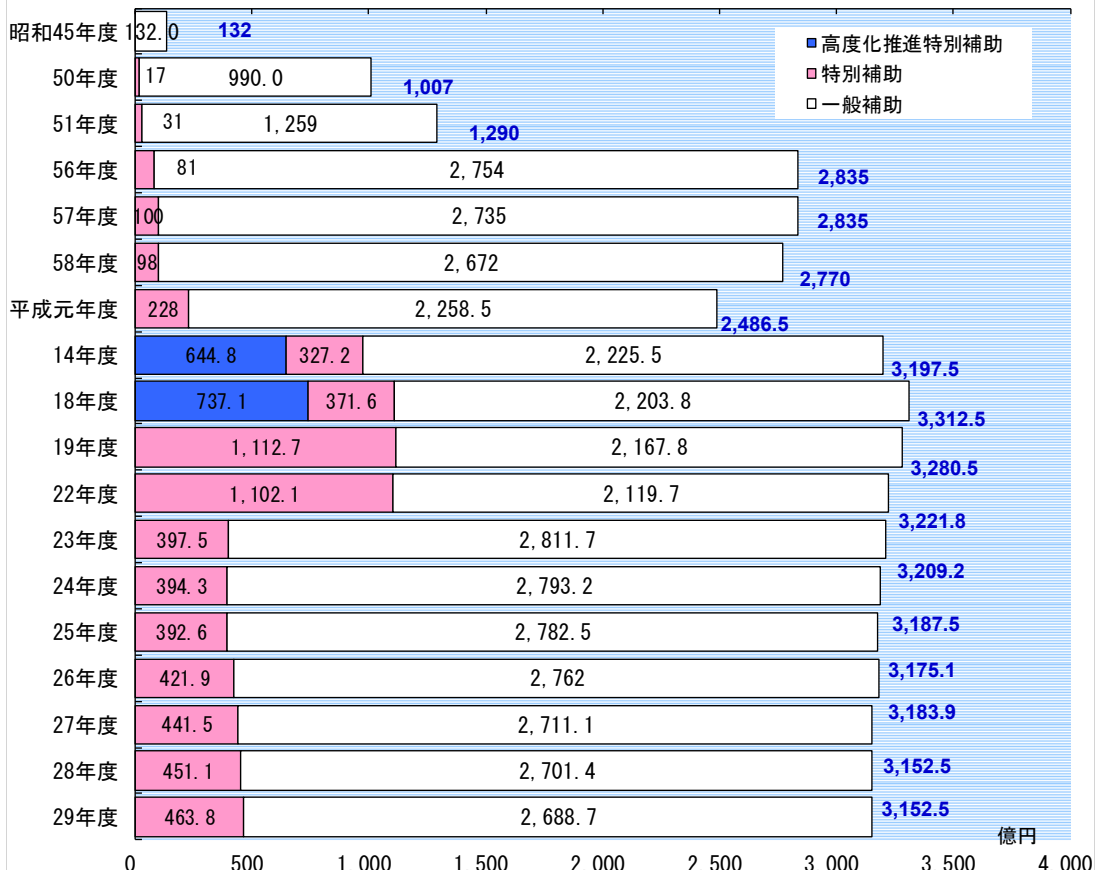 昭和45年度 132.0 132
50年度 17 990.0 1,007
51年度 31 1,259 1,290
56年度 81 2,754 2,835
57年度 100 2,735 2,835
58年度 98 2,672 2,770
平成元年度 228 2,258.5 2,486.5
14年度 644.8 327.2 2,225.5 3,197.5
18年度 737.1 371.6 2,203.8 3,312.5
19年度 1,112.7 2,167.8 3,280.5
22年度 1,102.1 2,119.7 3,221.8
23年度 397.5 2,811.7 3,209.2
24年度 394.3 2,793.2 3,187.5
25年度 392.6 2,782.5 3,175.1
26年度 421.9 2,762 3,183.9
27年度 441.5 2,711.1 3,152.5
28年度 451.1 2,701.4 3,152.5
29年度 463.8 2,688.7
高度化推進特別補助
特別補助
一般補助
億円
0 500 1 000 1 500 2 000 2 500 3 000 3 500 4 000